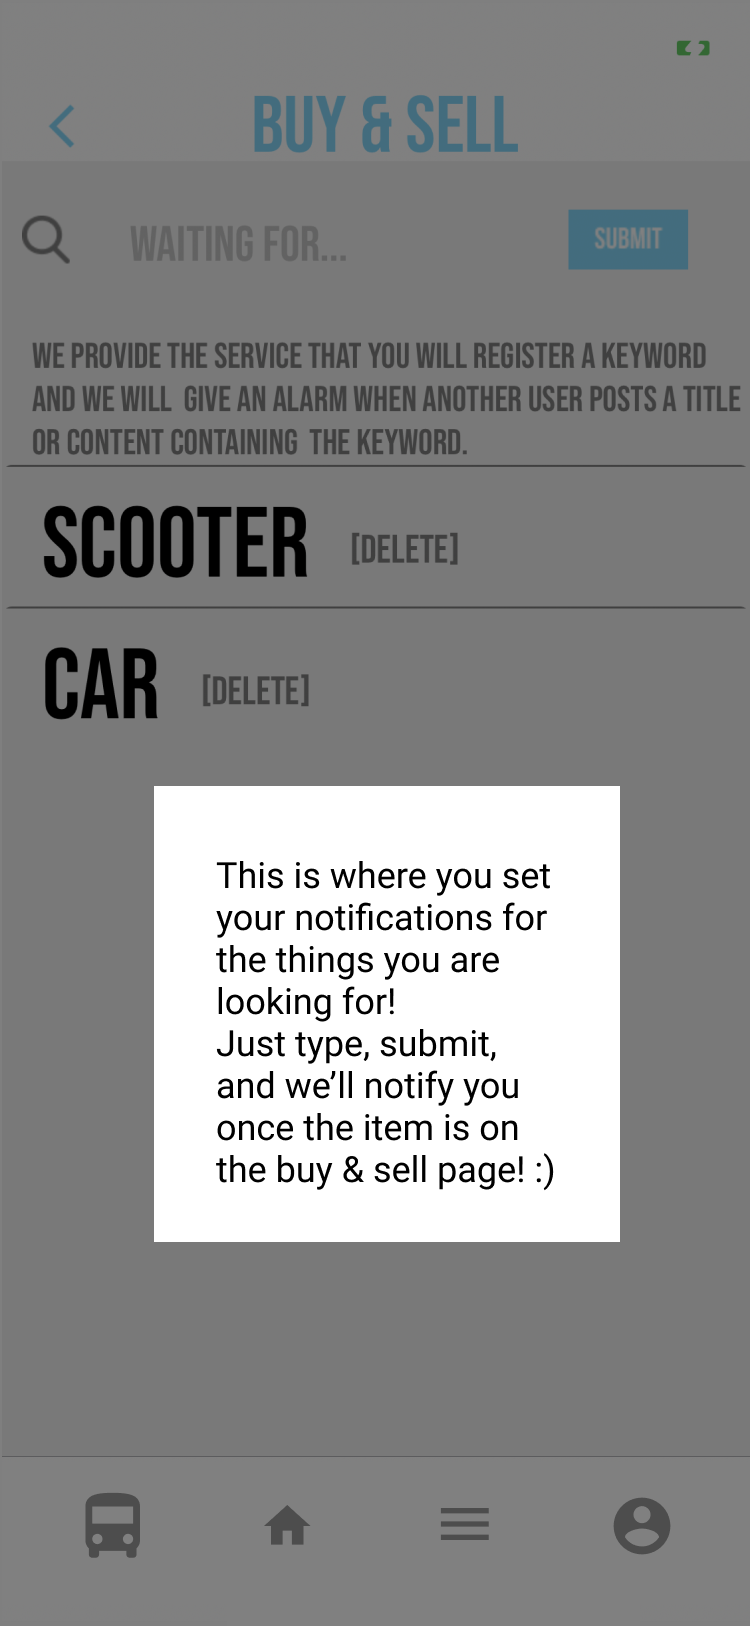 BUY & SELL
WAITING FOR...
SUBMIT
WE PROVIDE THE SERVICE THAT YOU WILL REGISTER A KEYWORD
AND WE WILL GIVE AN ALARM WHEN ANOTHER USER POSTS A TITLE
OR CONTENT CONTAINING THE KEYWORD.
SCOOTER [DELETE]
CAR [DELETE]
This is where you set
your notifications for
the things you are
looking for!
Just type, submit,
and we’ll notify you
once the item is on
the buy & sell page! :)